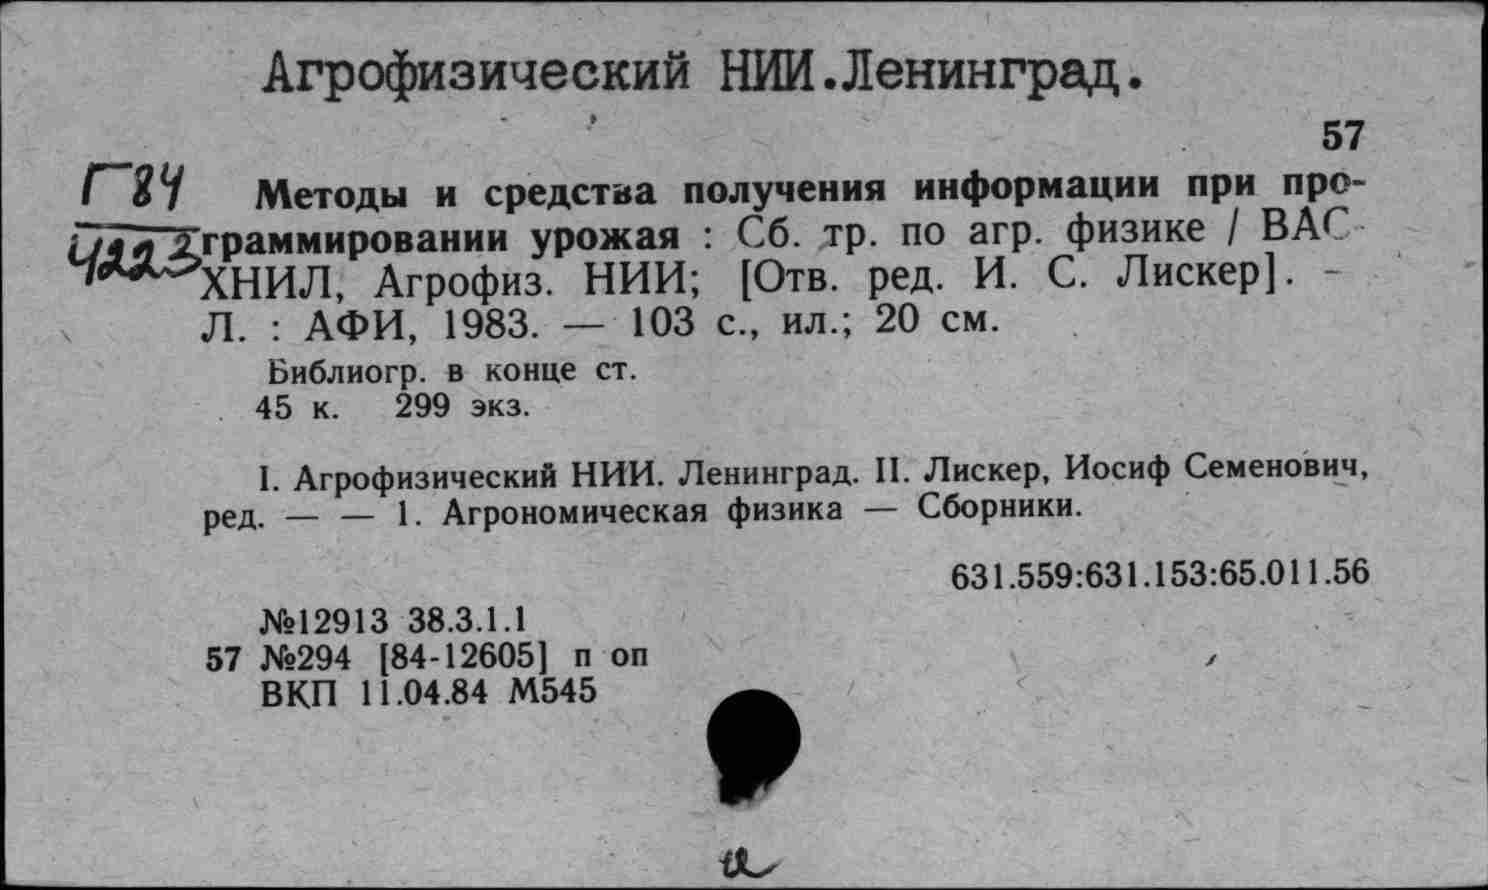 Агрофизический НИИ.Ленинград.
57
Г84
Методы и средства получения информации при про-
граммировании урожая : Сб. тр. по агр. физике / ВАС-
ХНИЛ, Агрофиз. НИИ; [Отв. ред. И. С. Лискер]. -
Л. : АФИ, 1983. — 103 с., ил.; 20 см.
Библиогр. в конце ст.
45 к. 299 экз.
I. Агрофизический НИИ. Ленинград. II. Лискер, Иосиф Семенович,
ред. — — 1. Агрономическая физика — Сборники.
631.559:631.153:65.011.56
№12913 38.3.1.1
57 №294 [84-12605] п оп
ВКП 11.04.84 М545